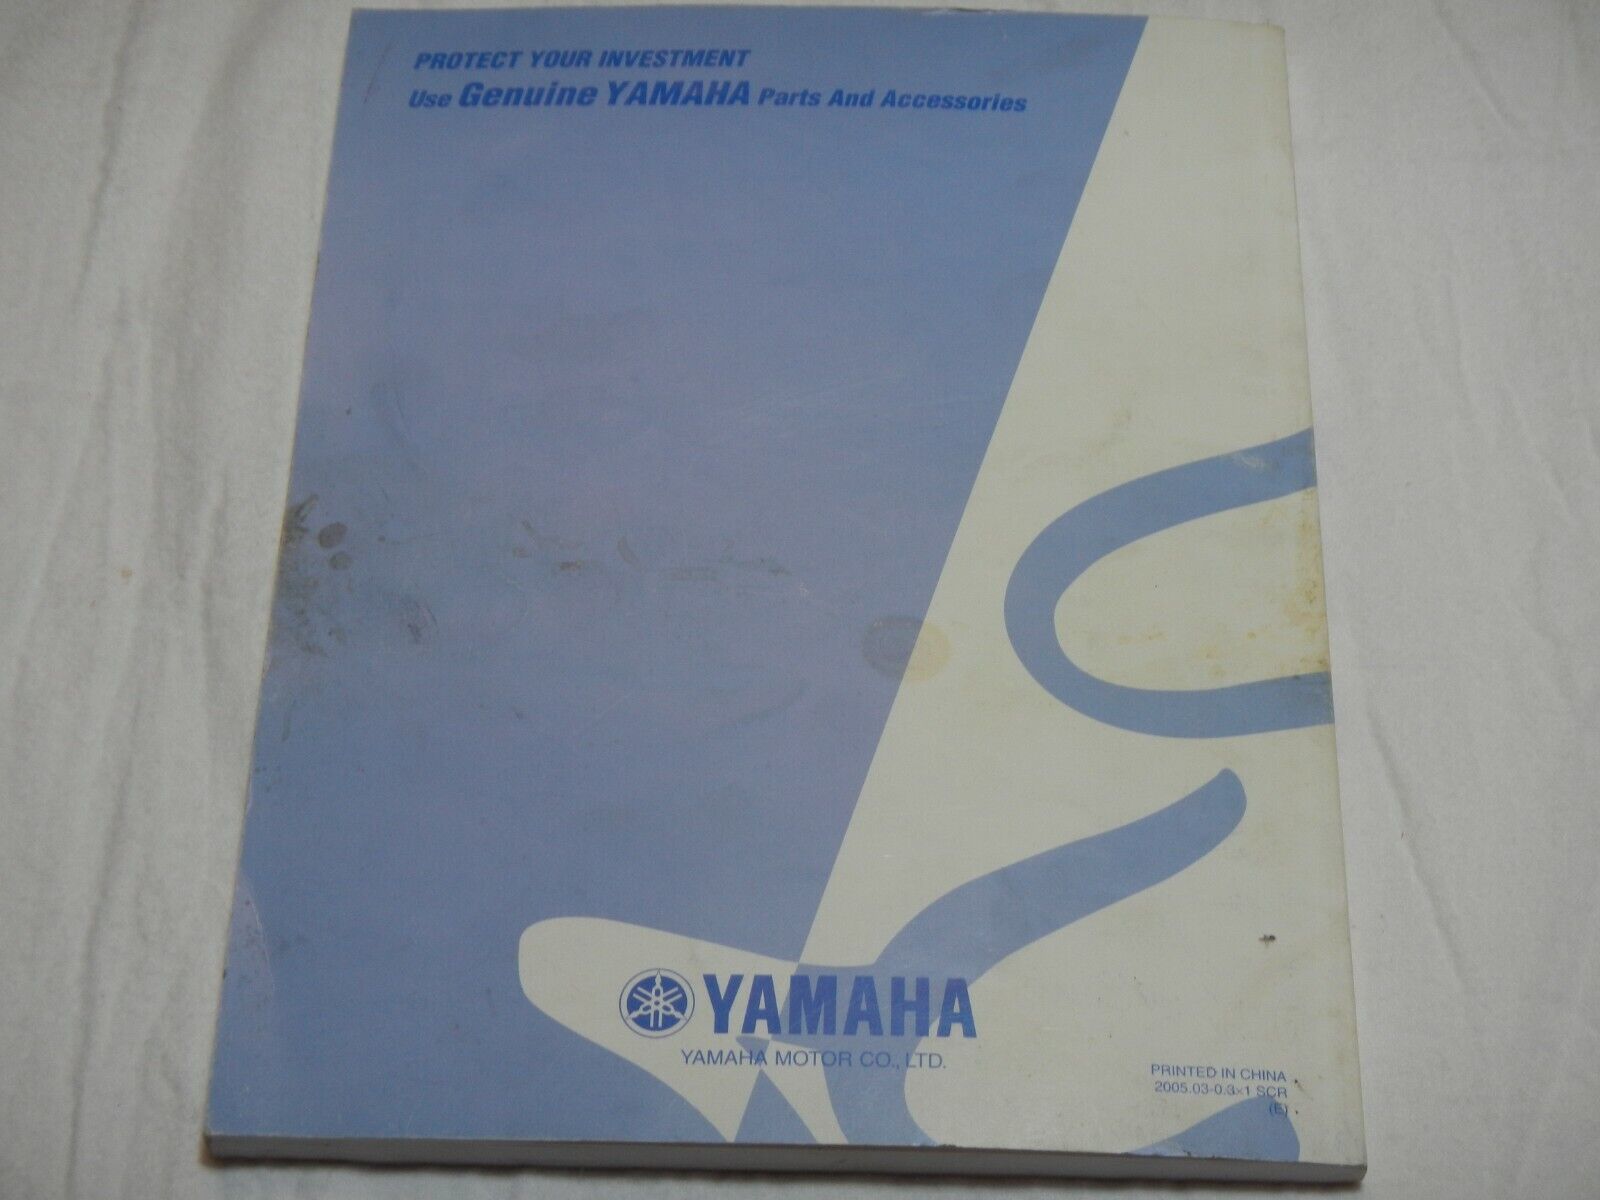 PROTECT YOUR INVESTMENT
Use Genuine YAMAHA Parts And Accessories
YAMAHA
YAMAHA MOTOR CO., LTD.
PRINTED IN CHINA
2005.03-0.3×1 SCR
(E)